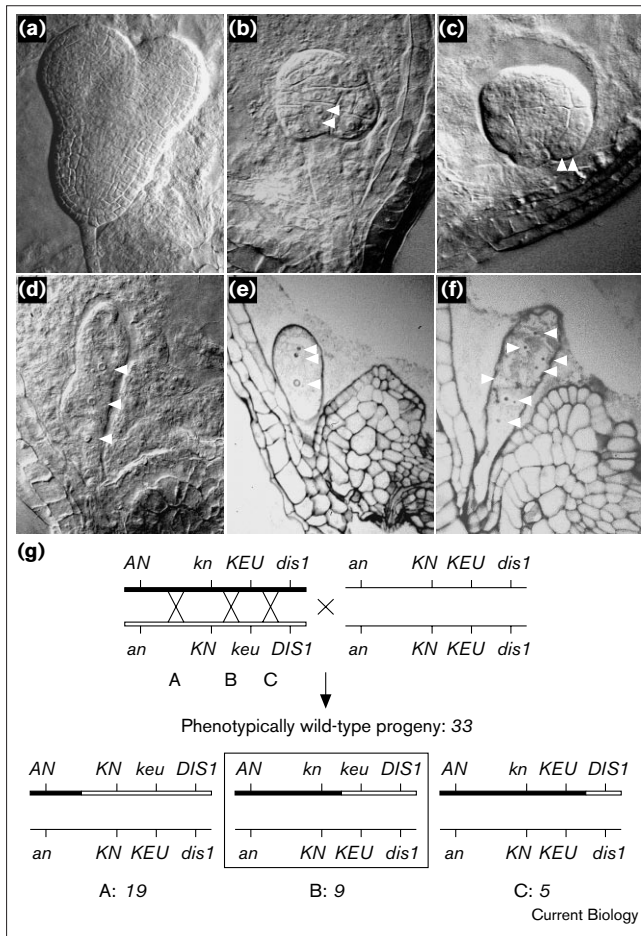 (a) (b) (c)
(d) (e) (f)
(g)
AN kn KEU dis1 an KN KEU dis1
an KN keu DIS1
A B C
Phenotypically wild-type progeny: 33
AN KN keu DIS1 AN kn keu DIS1 AN kn KEU DIS1
an KN KEU dis1 an KN KEU dis1 an KN KEU dis1
A: 19 B: 9 C: 5
Current Biology